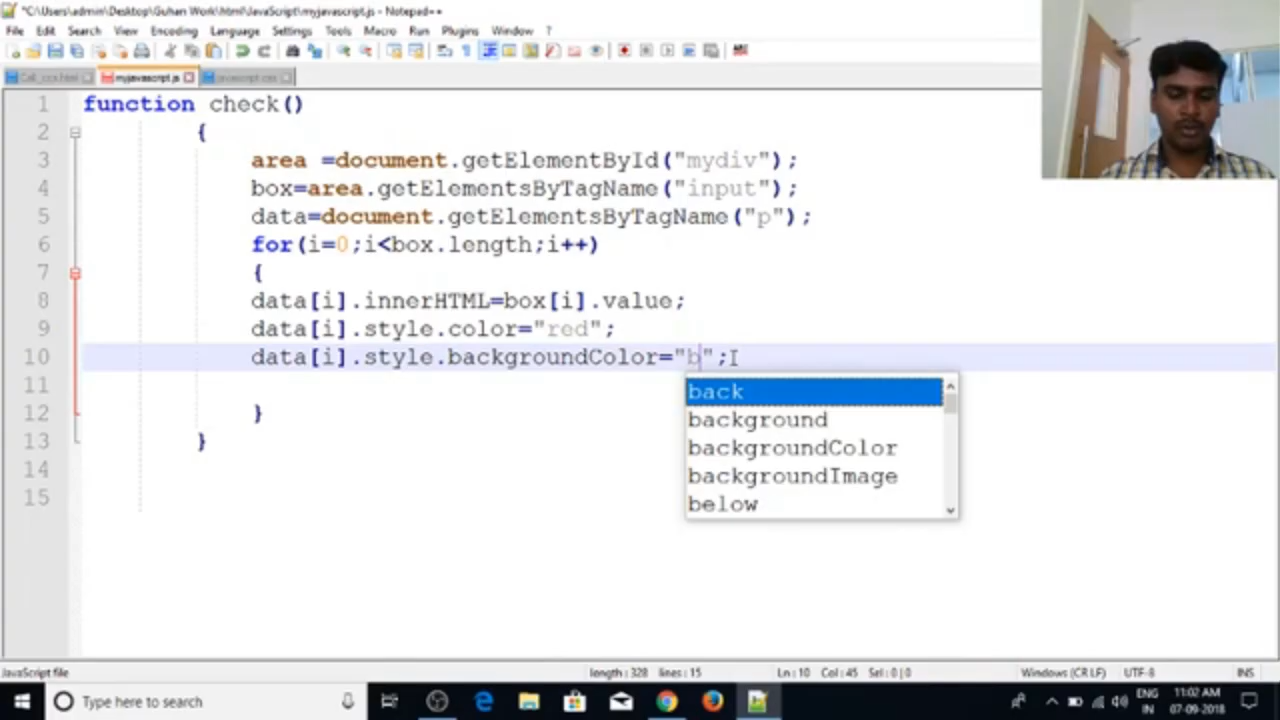 *C:\Users\admin\Desktop\Guhan Work\html\JavaScript\myjavascript.js - Notepad++
File Edit Search View Encoding Language Settings Tools Macro Run Plugins Window ?
myjavascript.js
1 function check()
2 {
3 area =document.getElementById("mydiv");
4 box=area.getElementsByTagName("input");
5 data=document.getElementsByTagName("p");
6 for(i=0;i<box.length;i++)
7 {
8 data[i].innerHTML=box[i].value;
9 data[i].style.color="red";
10 data[i].style.backgroundColor="b";
back
11
background
12 }
backgroundColor
13 }
14
backgroundImage
15
below
JavaScript file length : 328 lines : 15 Ln : 10 Col : 45 Sel : 0 | 0 Windows (CR LF) UTF-8 INS
Type here to search
ENG
IN
11:02 AM
07-09-2018